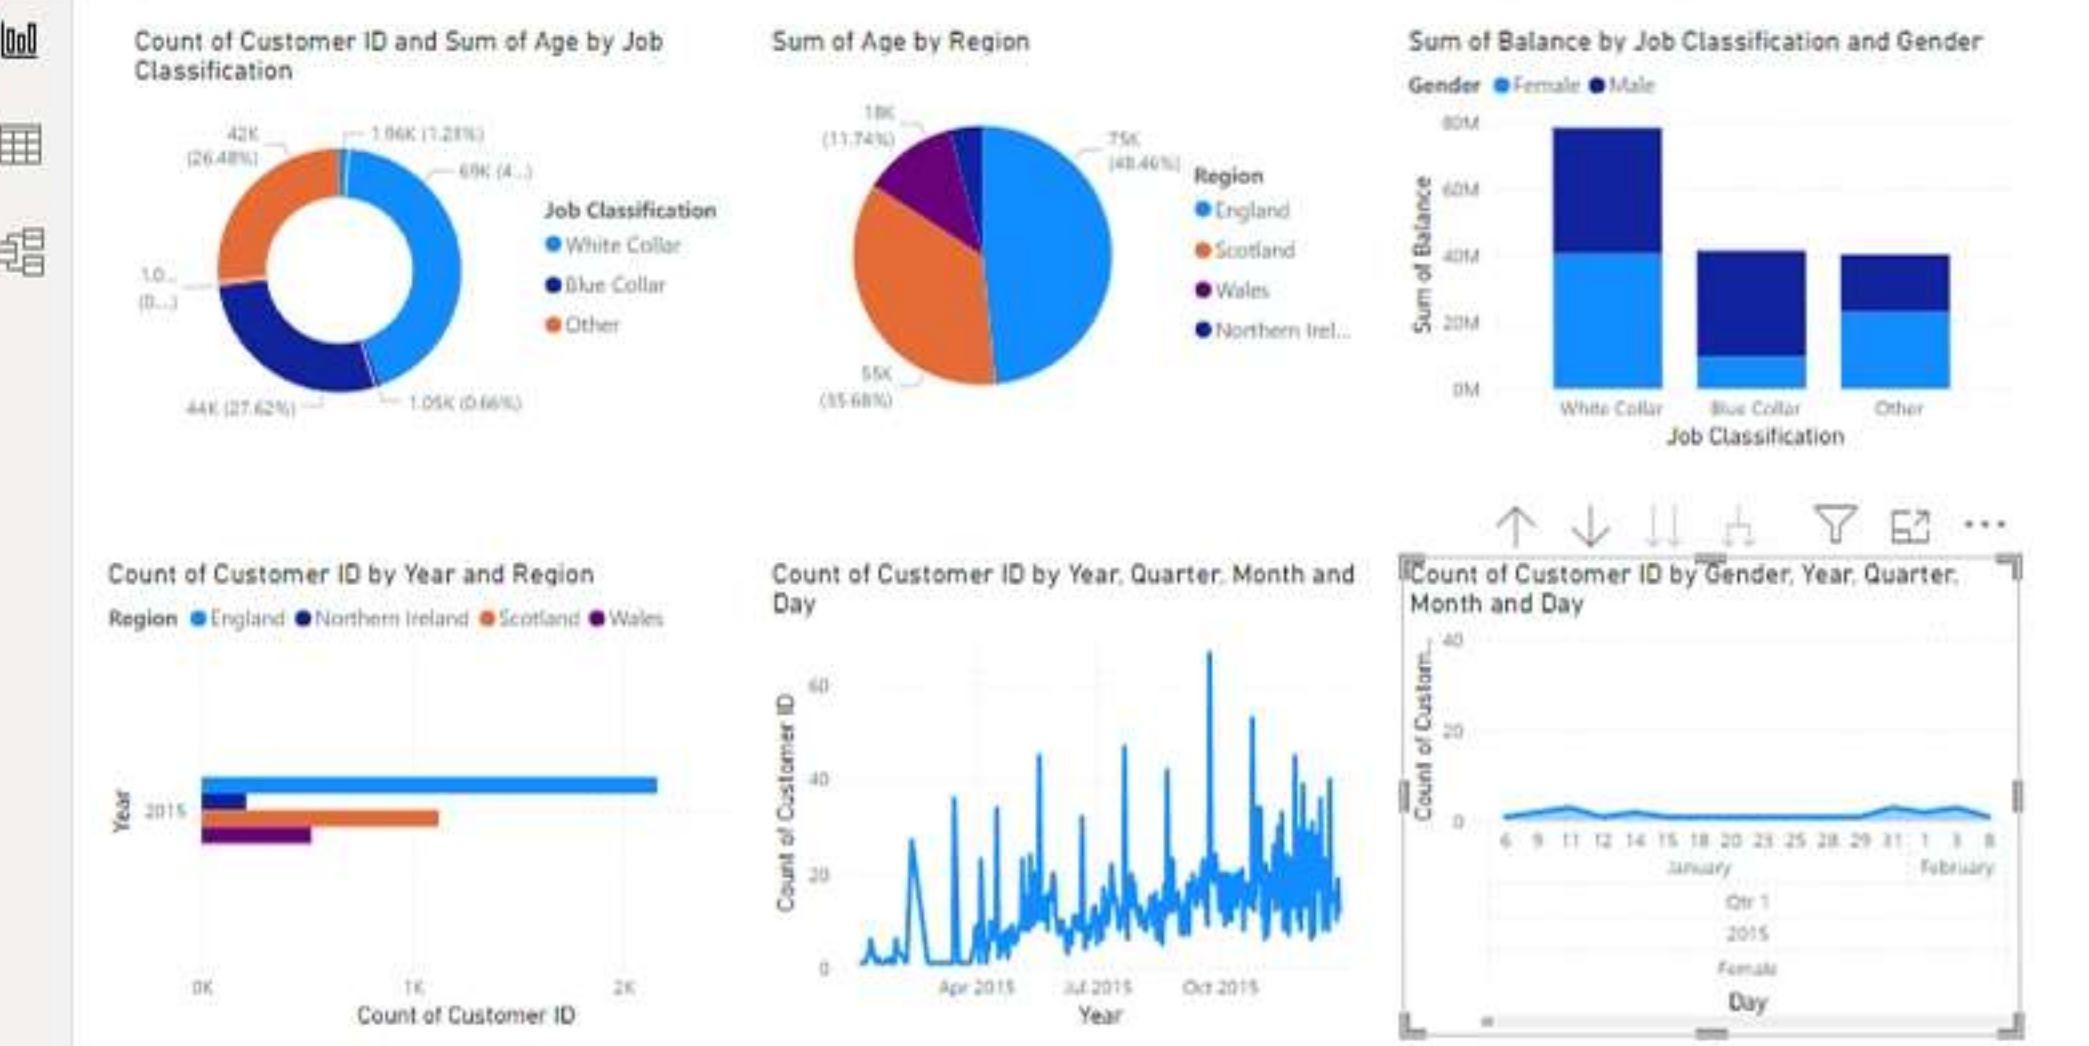 Count of Customer ID and Sum of Age by Job
Classification
42K
(26.48%)
1.96K (1.23%)
69K (4...)
1.0...
(0...)
44K (27.62%)
1.05K (0.66%)
Job Classification
White Collar
Blue Collar
Other
Sum of Age by Region
18K
(11.74%)
75K
(48.46%)
55K
(35.68%)
Region
England
Scotland
Wales
Northern Irel...
Sum of Balance by Job Classification and Gender
Gender Female Male
Sum of Balance
80M
60M
40M
20M
0M
White Collar Blue Collar Other
Job Classification
Count of Customer ID by Year and Region
Region England Northern Ireland Scotland Wales
Year
2015
0K 1K 2K
Count of Customer ID
Count of Customer ID by Year, Quarter, Month and
Day
Count of Customer ID
60
40
20
0
Apr 2015 Jul 2015 Oct 2015
Year
Count of Customer ID by Gender, Year, Quarter,
Month and Day
Count of Custom...
40
20
0
6 9 11 12 14 15 18 20 23 25 28 29 31 1 3 8
January February
Qtr 1
2015
Female
Day